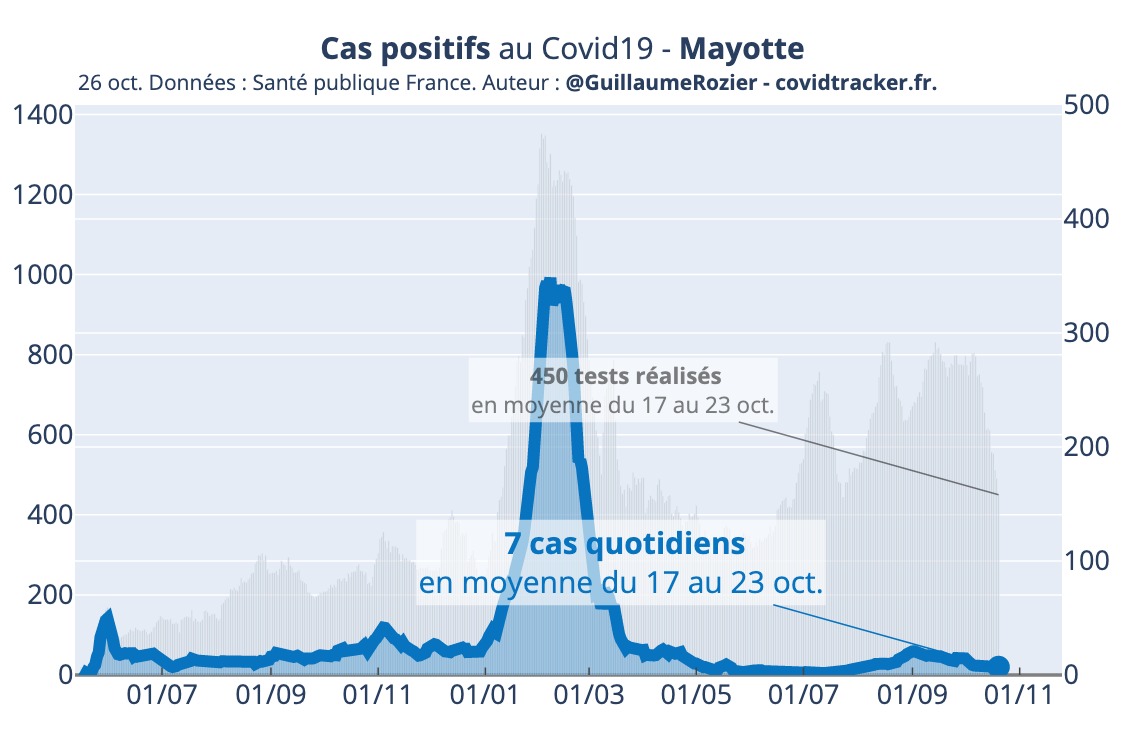 Cas positifs au Covid19 - Mayotte
26 oct. Données : Santé publique France. Auteur : @GuillaumeRozier - covidtracker.fr.
1400
1200
1000
800
600
400
200
0
500
400
300
200
100
0
450 tests réalisés
en moyenne du 17 au 23 oct.
7 cas quotidiens
en moyenne du 17 au 23 oct.
01/07 01/09 01/11 01/01 01/03 01/05 01/07 01/09 01/11